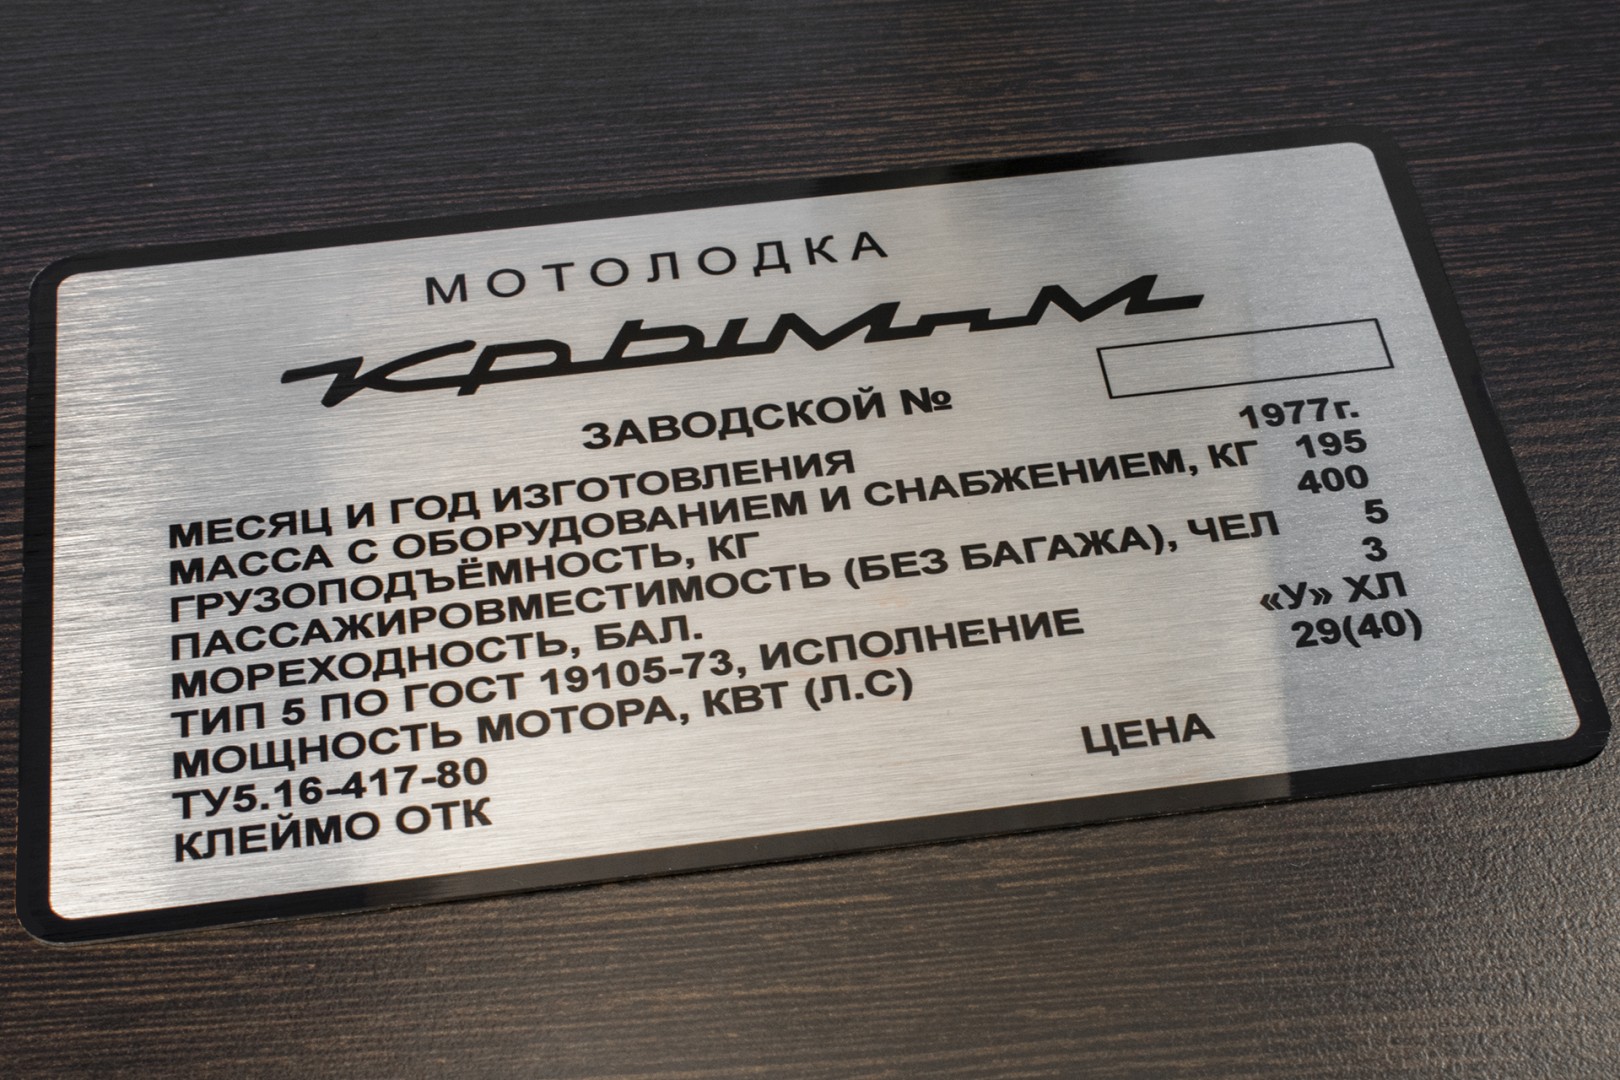 МОТОЛОДКА
Крым-М
ЗАВОДСКОЙ №
МЕСЯЦ И ГОД ИЗГОТОВЛЕНИЯ 1977г.
МАССА С ОБОРУДОВАНИЕМ И СНАБЖЕНИЕМ, КГ 195
ГРУЗОПОДЪЁМНОСТЬ, КГ 400
ПАССАЖИРОВМЕСТИМОСТЬ (БЕЗ БАГАЖА), ЧЕЛ 5
МОРЕХОДНОСТЬ, БАЛ. 3
ТИП 5 ПО ГОСТ 19105-73, ИСПОЛНЕНИЕ «У» ХЛ
МОЩНОСТЬ МОТОРА, КВТ (Л.С) 29(40)
ТУ5.16-417-80
КЛЕЙМО ОТК ЦЕНА